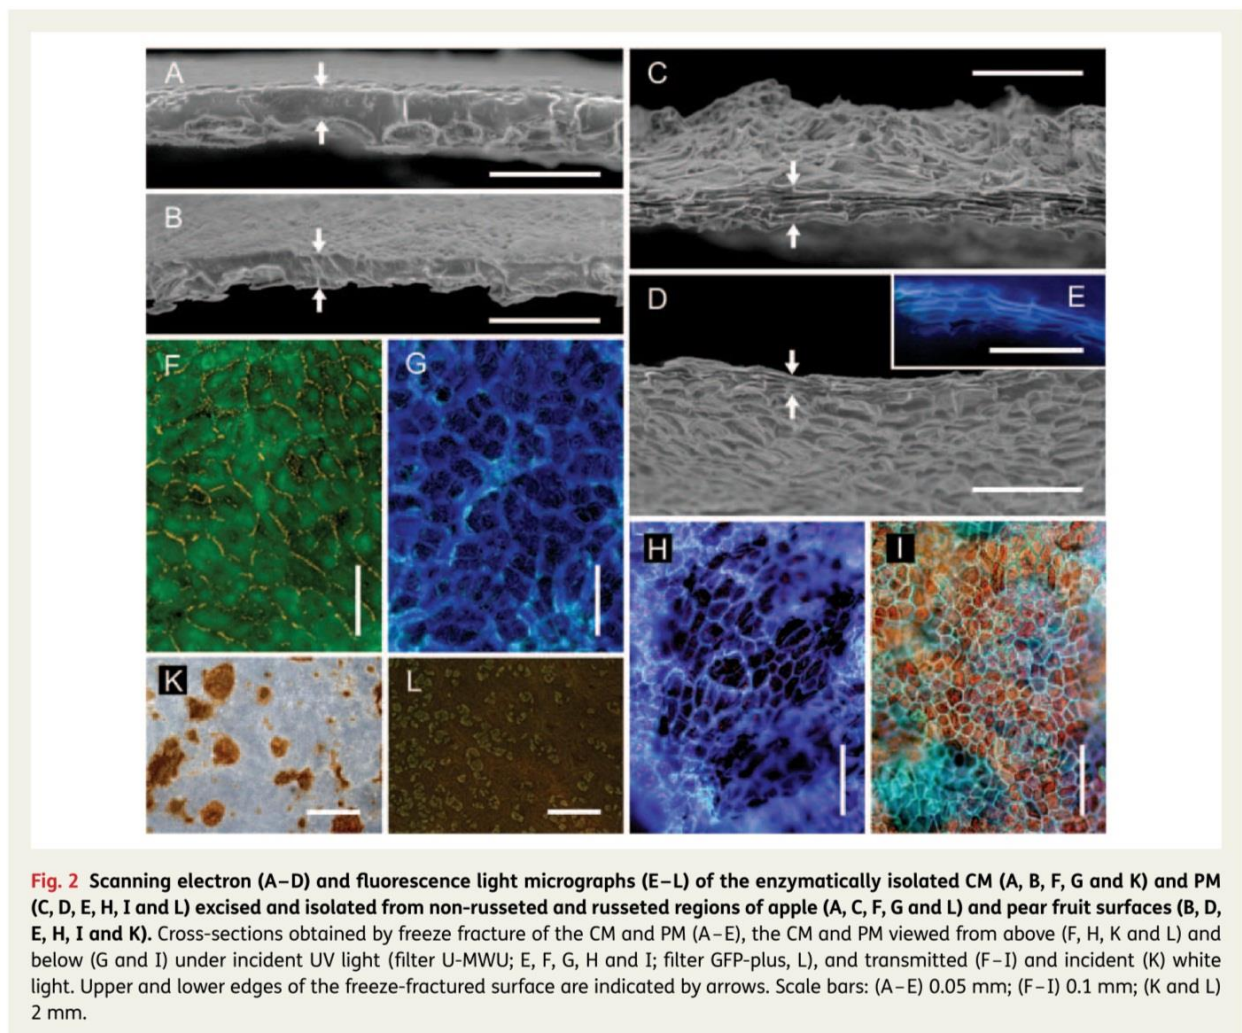 A
C
B
D
E
F
G
H
I
K
L
Fig. 2 Scanning electron (A–D) and fluorescence light micrographs (E–L) of the enzymatically isolated CM (A, B, F, G and K) and PM
(C, D, E, H, I and L) excised and isolated from non-russeted and russeted regions of apple (A, C, F, G and L) and pear fruit surfaces (B, D,
E, H, I and K). Cross-sections obtained by freeze fracture of the CM and PM (A–E), the CM and PM viewed from above (F, H, K and L) and
below (G and I) under incident UV light (filter U-MWU; E, F, G, H and I; filter GFP-plus, L), and transmitted (F–I) and incident (K) white
light. Upper and lower edges of the freeze-fractured surface are indicated by arrows. Scale bars: (A–E) 0.05 mm; (F–I) 0.1 mm; (K and L)
2 mm.